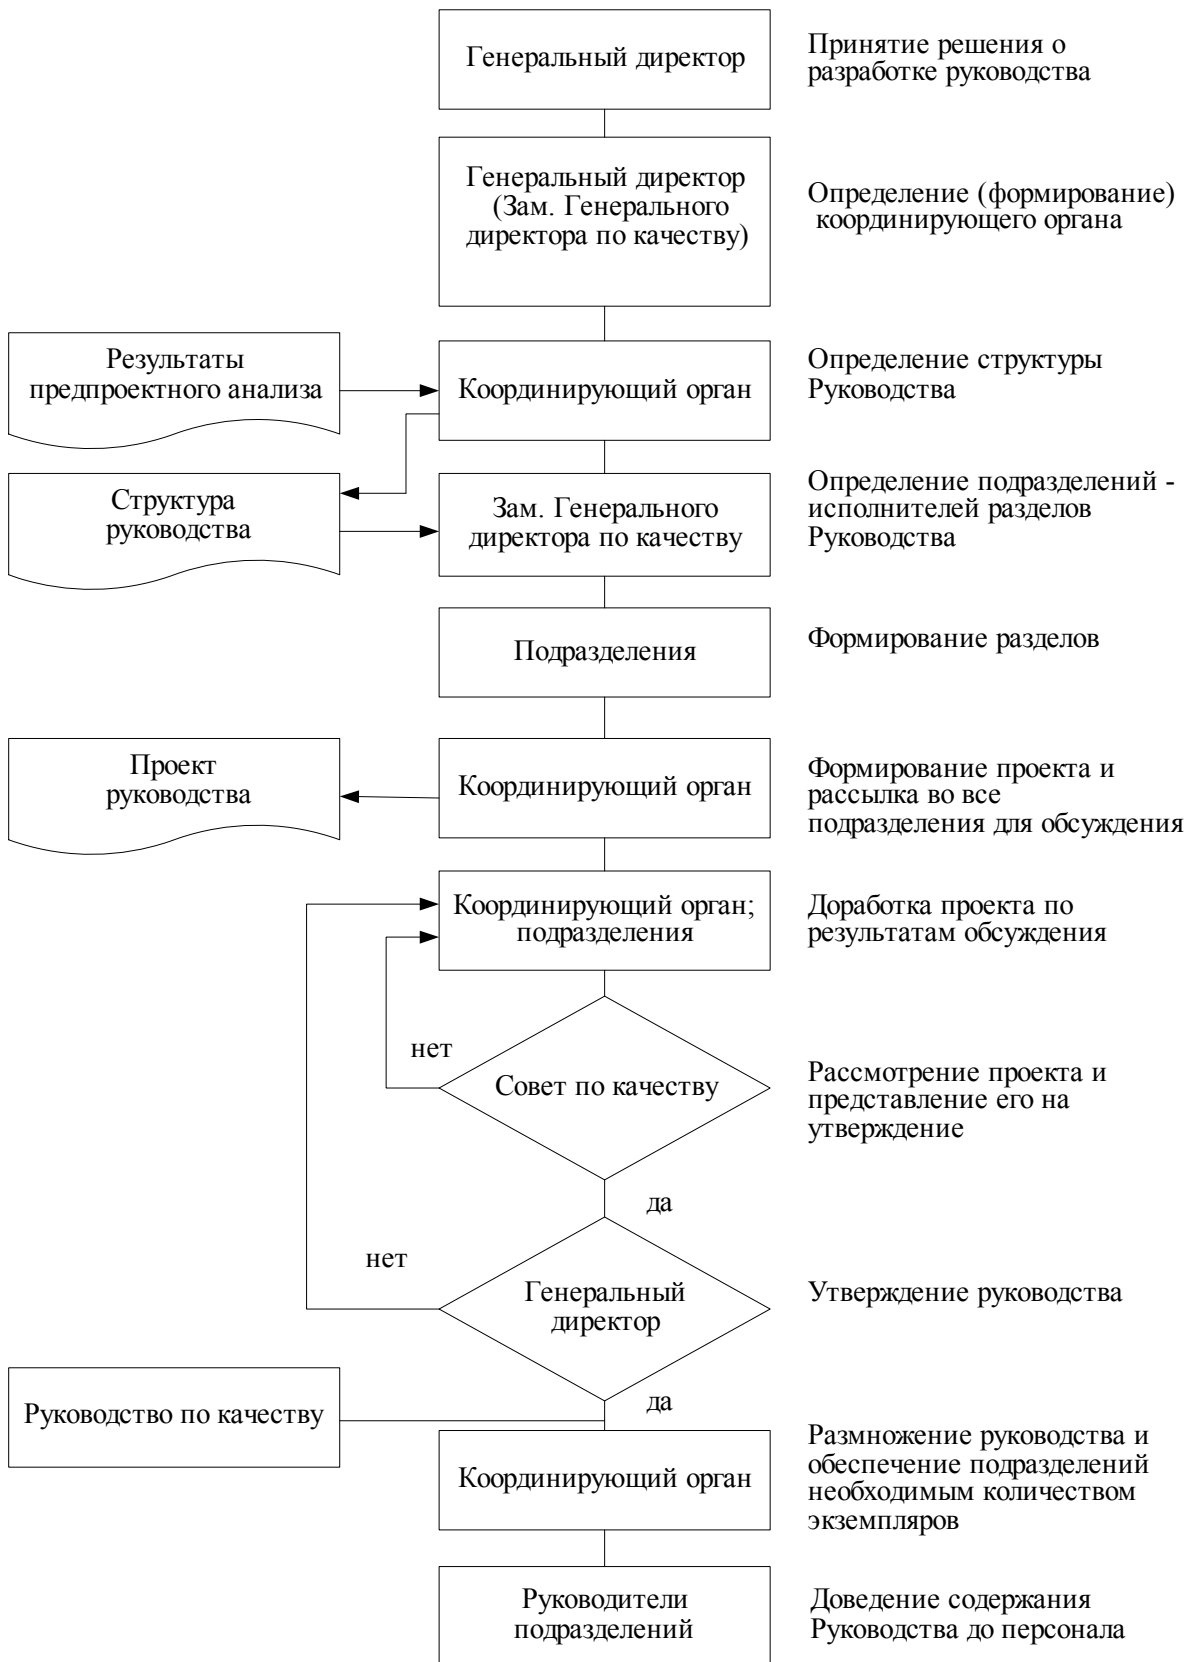 Генеральный директор
Принятие решения о
разработке руководства
Генеральный директор
(Зам. Генерального
директора по качеству)
Определение (формирование)
координирующего органа
Результаты
предпроектного анализа
Координирующий орган
Определение структуры
Руководства
Структура
руководства
Зам. Генерального
директора по качеству
Определение подразделений -
исполнителей разделов
Руководства
Подразделения
Формирование разделов
Проект
руководства
Координирующий орган
Формирование проекта и
рассылка во все
подразделения для обсуждения
Координирующий орган;
подразделения
Доработка проекта по
результатам обсуждения
нет
Совет по качеству
Рассмотрение проекта и
представление его на
утверждение
да
нет
Генеральный
директор
Утверждение руководства
да
Руководство по качеству
Координирующий орган
Размножение руководства и
обеспечение подразделений
необходимым количеством
экземпляров
Руководители
подразделений
Доведение содержания
Руководства до персонала